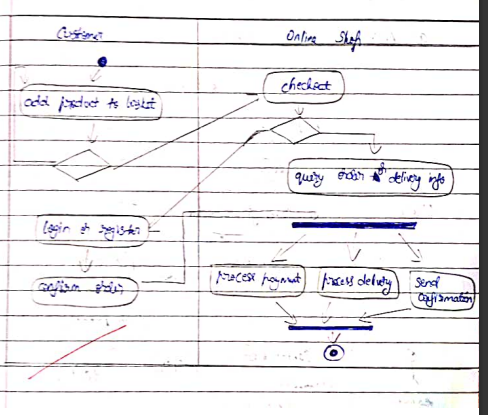 Customer
Online Shop
checkout
add product to basket
query order or delivery info
login or register
confirm order
process payment
process delivery
Send
Confirmation